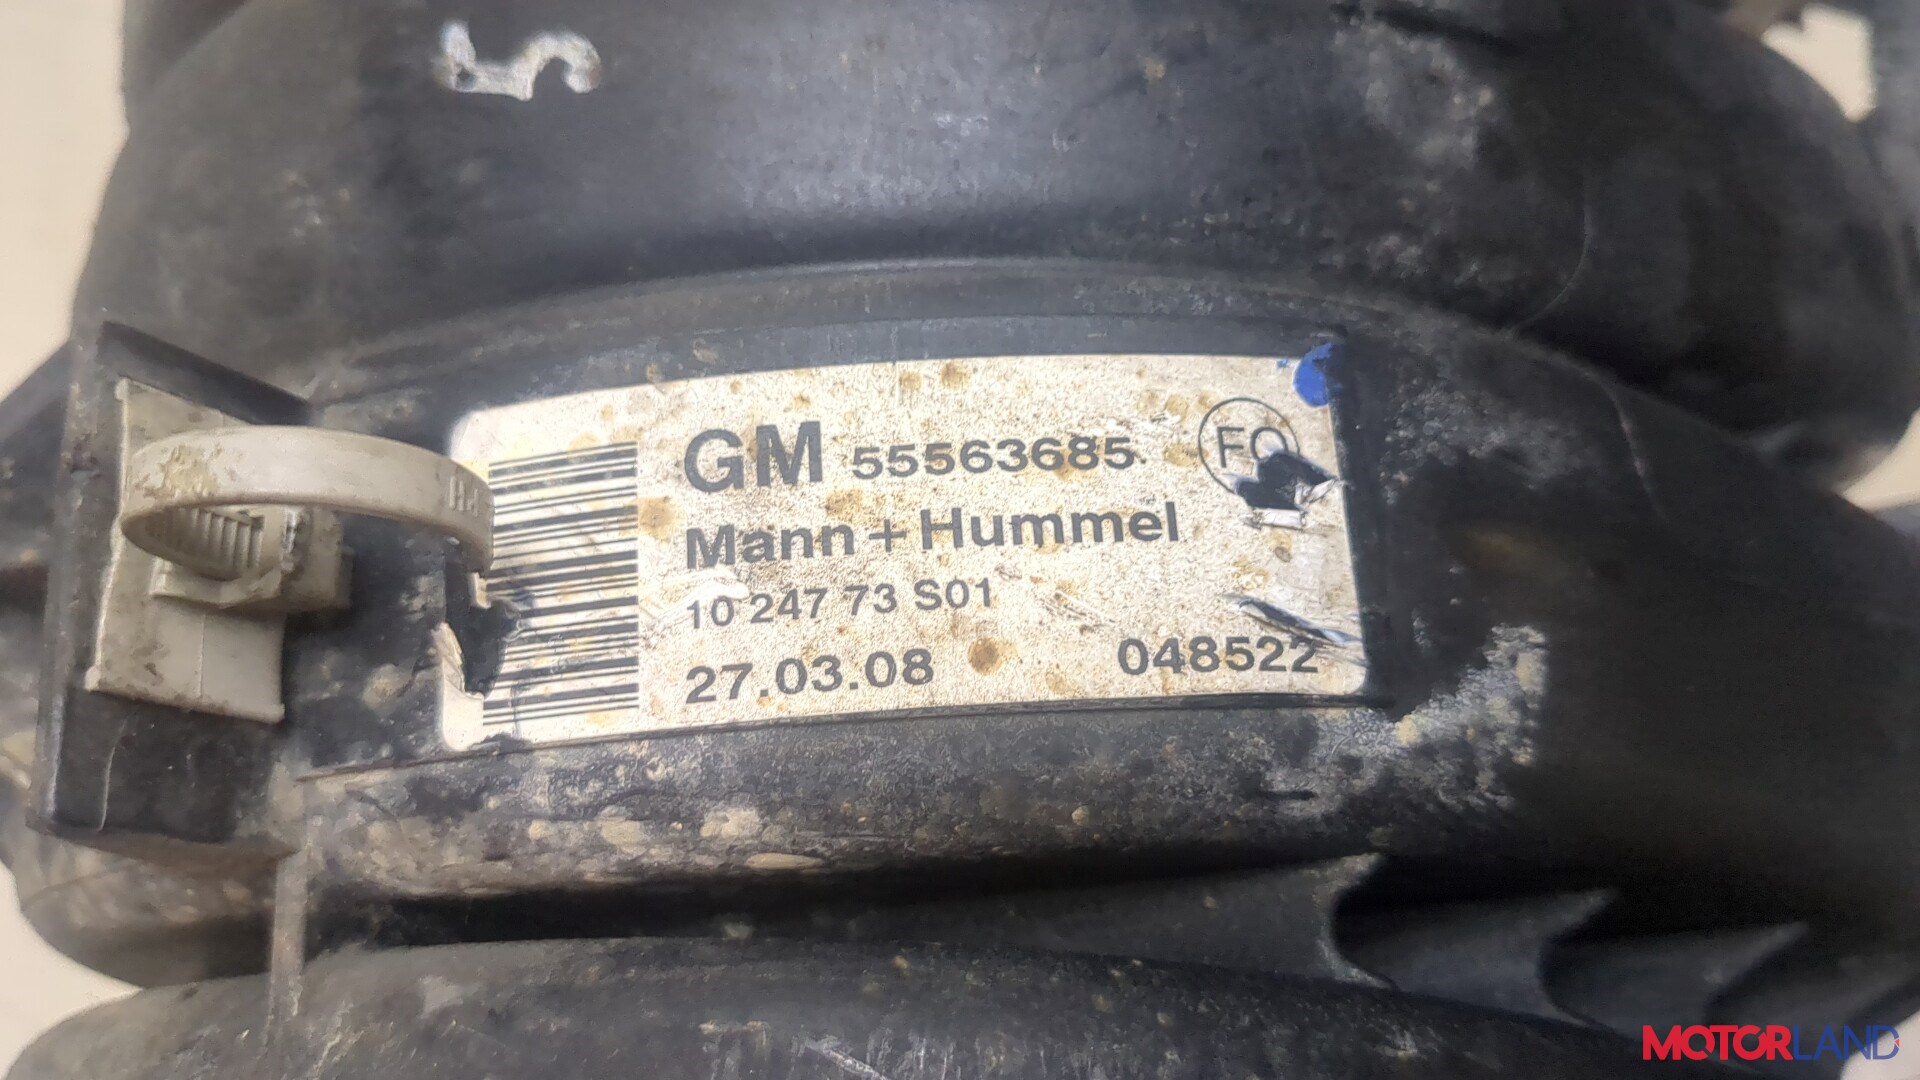 5
GM 55563685
FO
Mann+Hummel
10 247 73 S01
27.03.08 048522
MOTORLAND